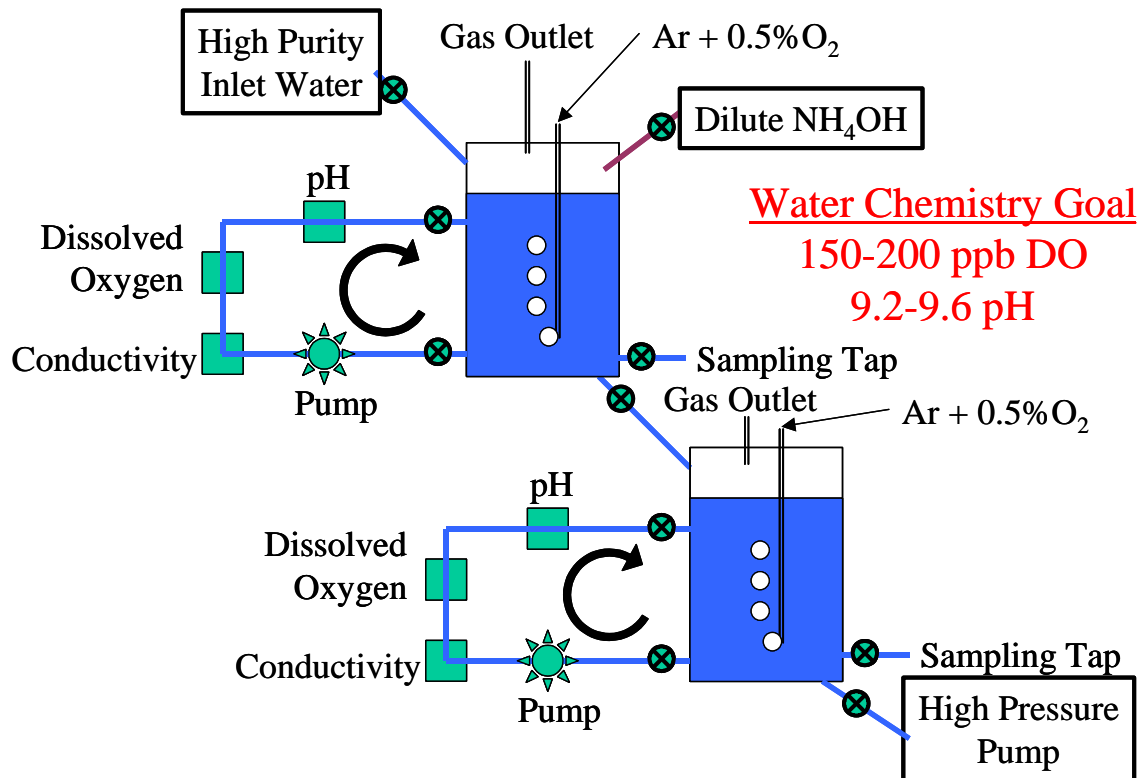 High Purity
Inlet Water
Gas Outlet
Ar + 0.5%O₂
Dilute NH₄OH
pH
Dissolved
Oxygen
Conductivity
Pump
Water Chemistry Goal
150-200 ppb DO
9.2-9.6 pH
Sampling Tap
Gas Outlet
Ar + 0.5%O₂
pH
Dissolved
Oxygen
Conductivity
Pump
Sampling Tap
High Pressure
Pump